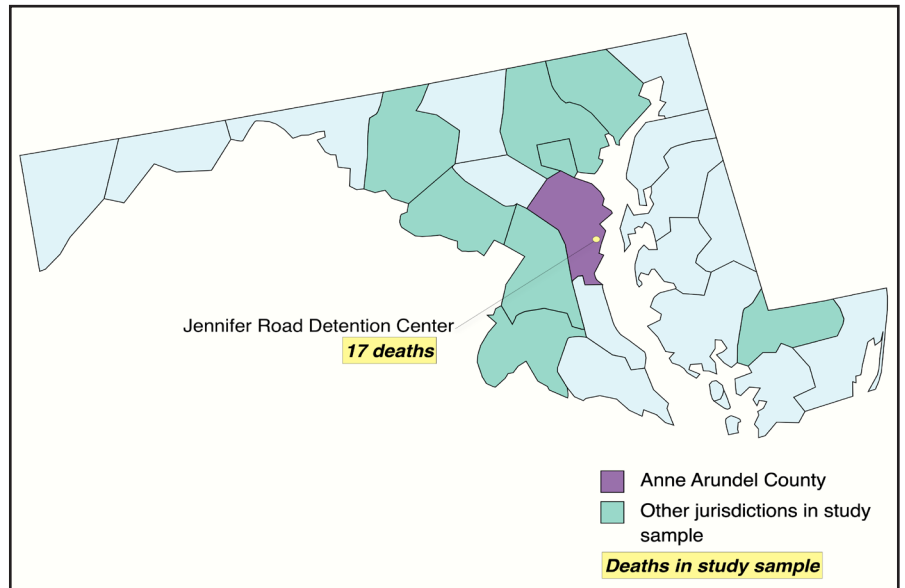 Jennifer Road Detention Center
17 deaths
Anne Arundel County
Other jurisdictions in study
sample
Deaths in study sample